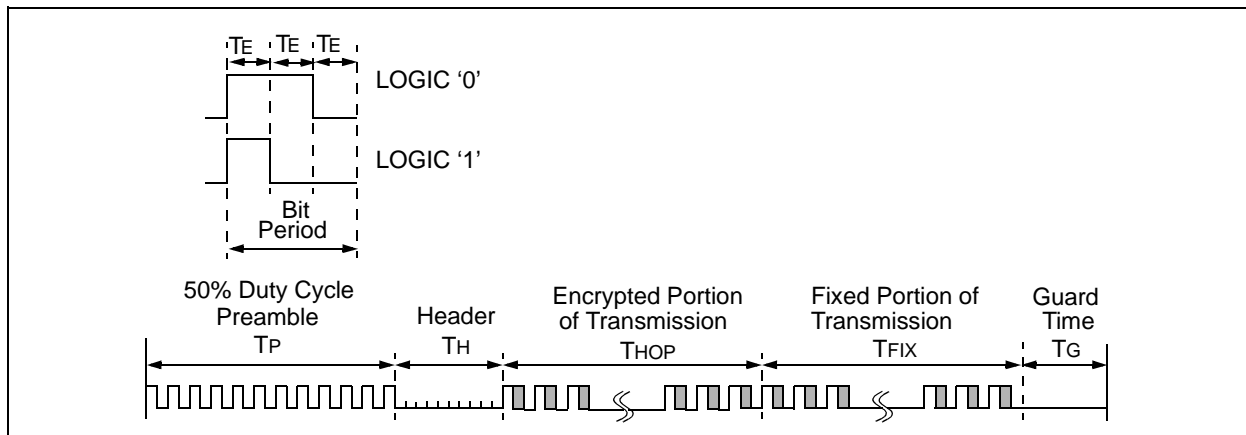 TE TE TE
LOGIC ‘0’
LOGIC ‘1’
Bit
Period
50% Duty Cycle
Preamble
TP
Header
TH
Encrypted Portion
of Transmission
THOP
Fixed Portion of
Transmission
TFIX
Guard
Time
TG